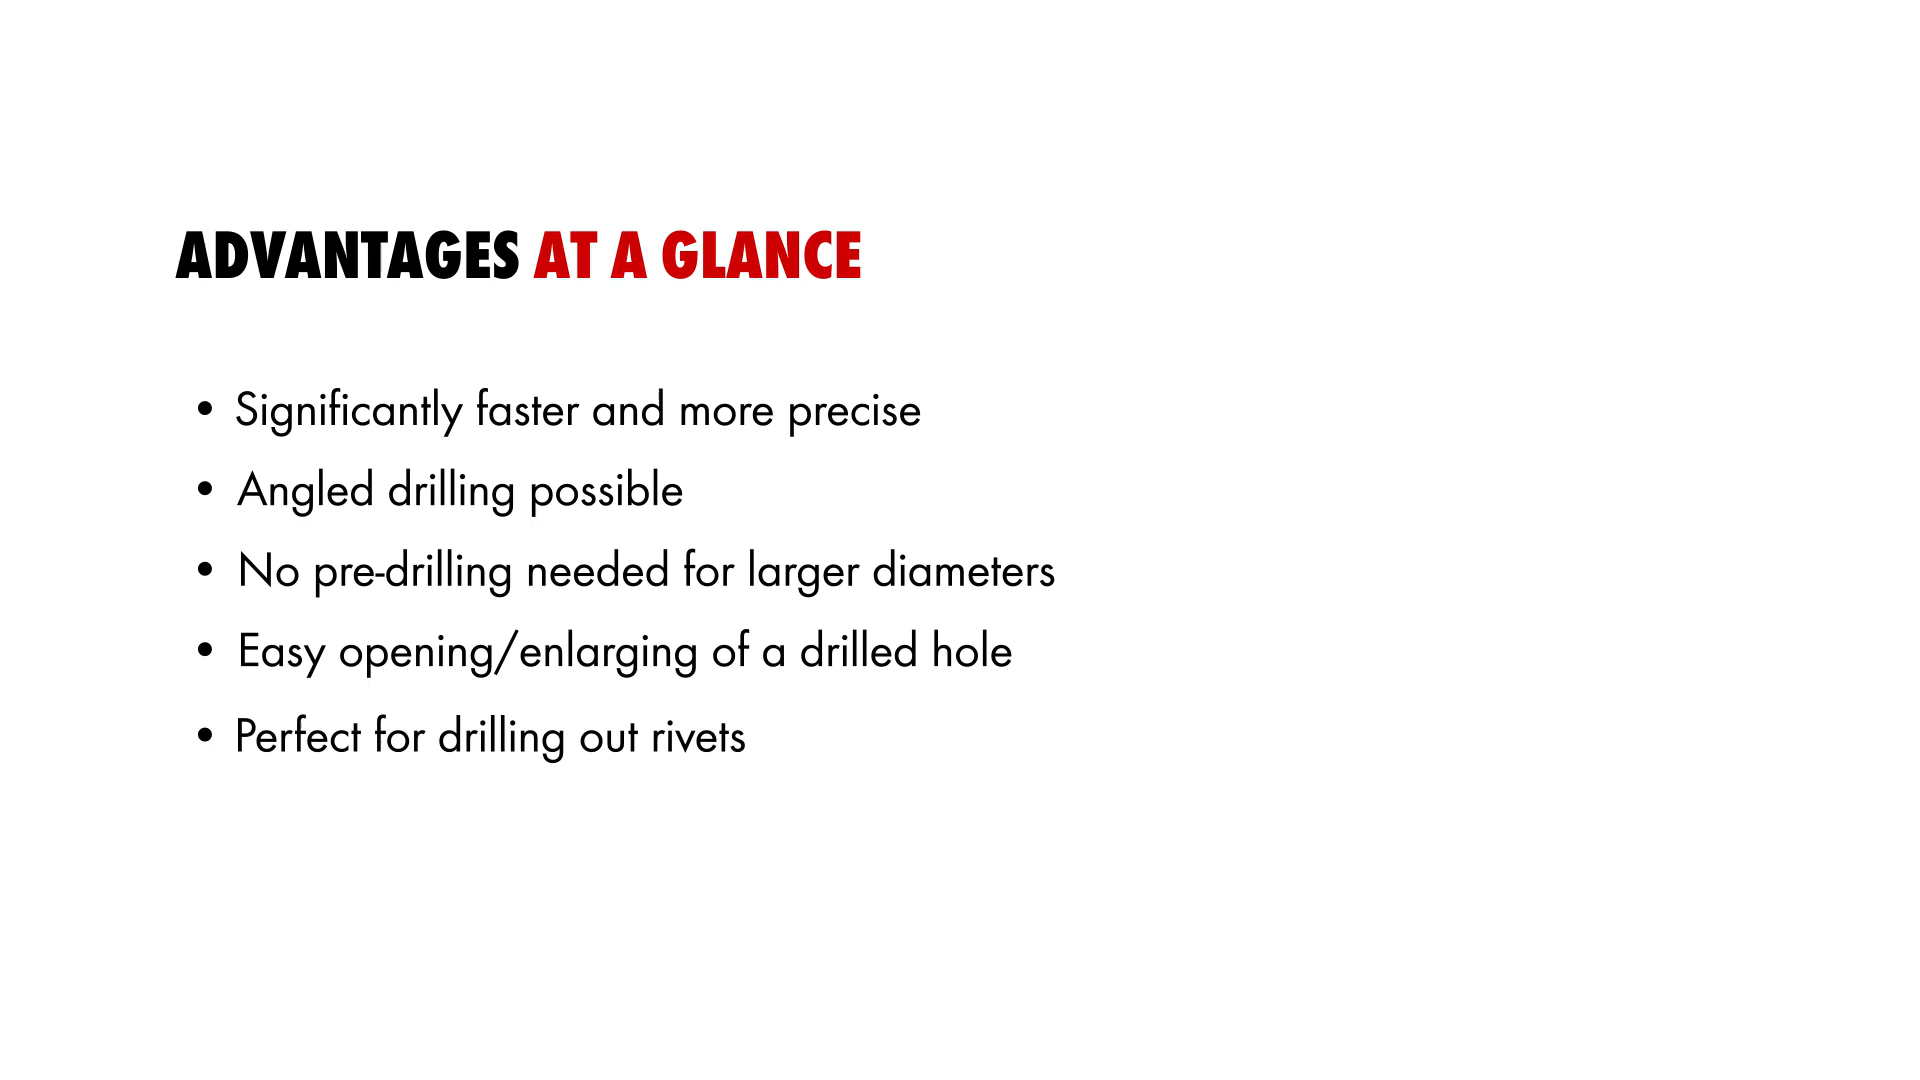 ADVANTAGES AT A GLANCE
• Significantly faster and more precise
• Angled drilling possible
• No pre-drilling needed for larger diameters
• Easy opening/enlarging of a drilled hole
• Perfect for drilling out rivets